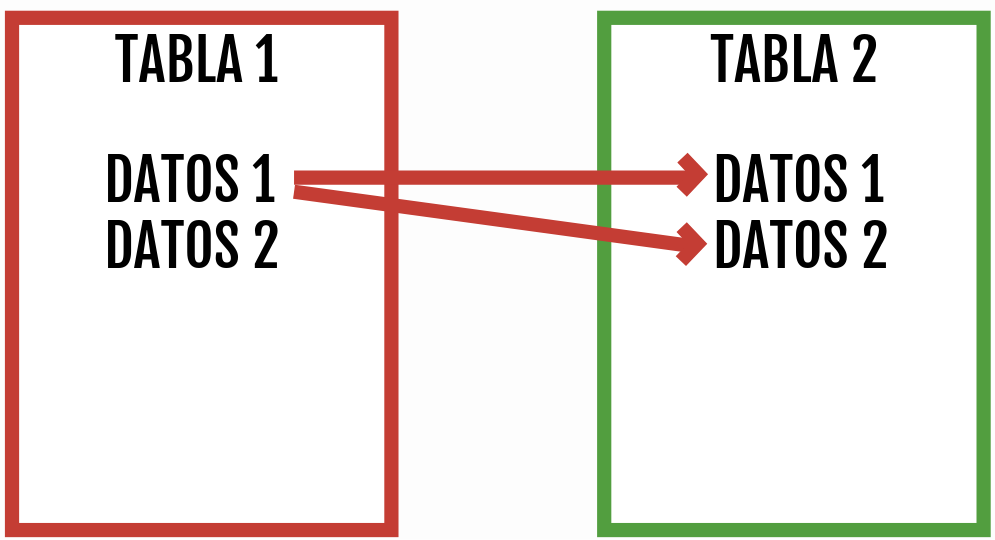 TABLA 1
DATOS 1
DATOS 2
TABLA 2
DATOS 1
DATOS 2